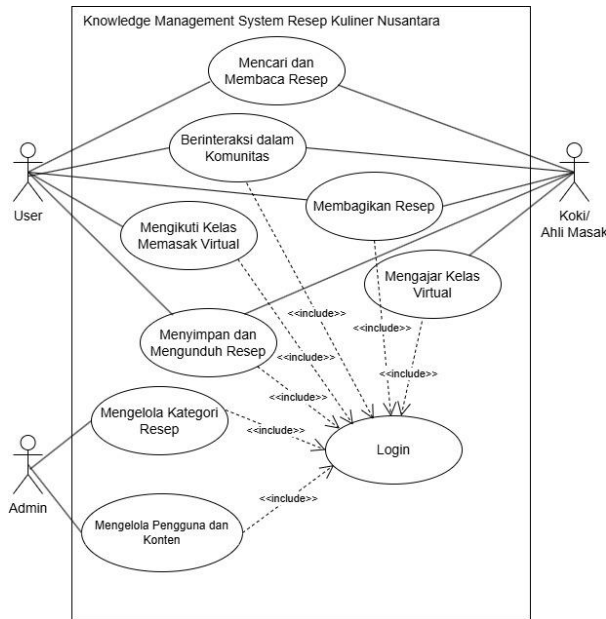 Knowledge Management System Resep Kuliner Nusantara
Mencari dan
Membaca Resep
Berinteraksi dalam
Komunitas
User
Membagikan Resep
Koki/
Ahli Masak
Mengikuti Kelas
Memasak Virtual
Mengajar Kelas
Virtual
<<include>>
<<include>>
Menyimpan dan
Mengunduh Resep
<<include>>
<<include>>
<<include>>
Mengelola Kategori
Resep
<<include>>
Login
Admin
<<include>>
Mengelola Pengguna dan
Konten